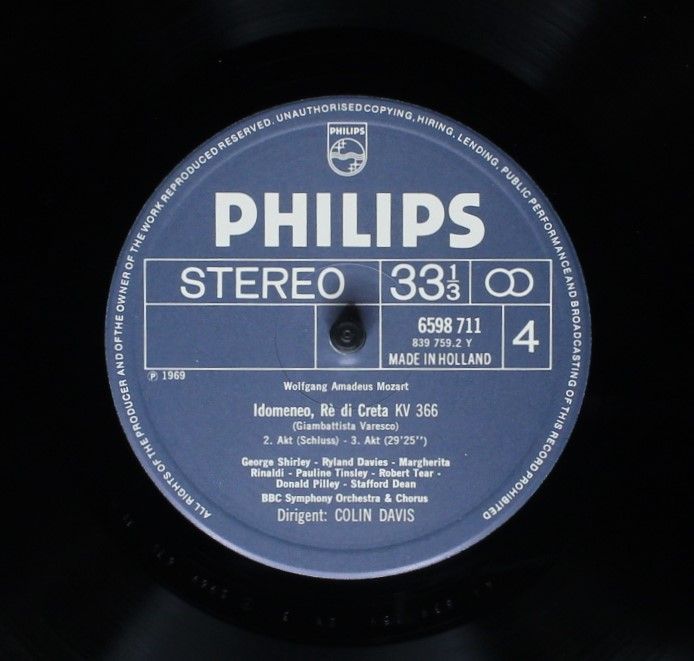 ALL RIGHTS OF THE PRODUCER AND OF THE OWNER OF THE WORK REPRODUCED RESERVED. UNAUTHORISED COPYING, HIRING, LENDING, PUBLIC PERFORMANCE AND BROADCASTING OF THIS RECORD PROHIBITED
PHILIPS
PHILIPS
STEREO 33 1/3
6598 711
839 759.2 Y
MADE IN HOLLAND
4
℗ 1969
Wolfgang Amadeus Mozart
Idomeneo, Rè di Creta KV 366
(Giambattista Varesco)
2. Akt (Schluss) - 3. Akt (29'25")
George Shirley - Ryland Davies - Margherita
Rinaldi - Pauline Tinsley - Robert Tear -
Donald Pilley - Stafford Dean
BBC Symphony Orchestra & Chorus
Dirigent: COLIN DAVIS